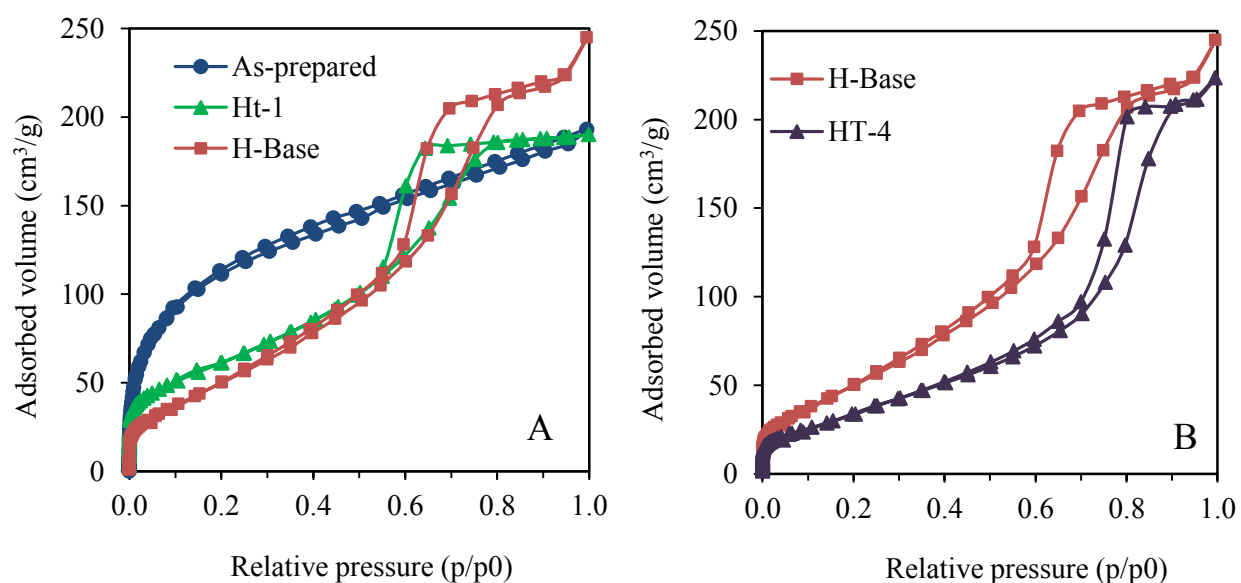 250
200
150
100
50
0
Adsorbed volume (cm³/g)
As-prepared
Ht-1
H-Base
A
0.0 0.2 0.4 0.6 0.8 1.0
Relative pressure (p/p0)
250
200
150
100
50
0
Adsorbed volume (cm³/g)
H-Base
HT-4
B
0.0 0.2 0.4 0.6 0.8 1.0
Relative pressure (p/p0)